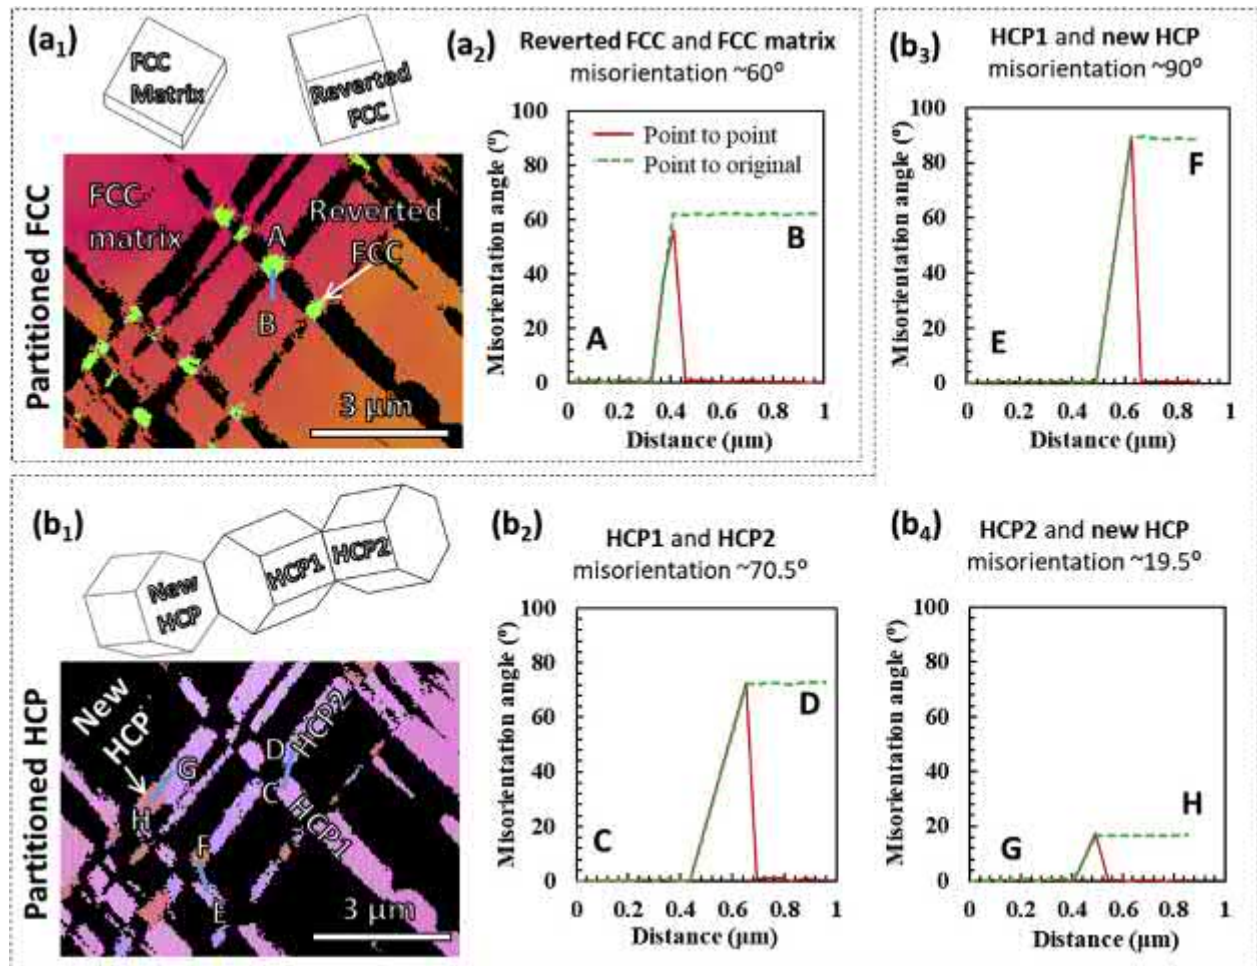 (a1)
FCC
Matrix
Reverted
FCC
Partitioned FCC
FCC
matrix
Reverted
FCC
A
B
3 μm
(a2)
Reverted FCC and FCC matrix
misorientation ~60º
Misorientation angle (º)
100
80
60
40
20
0
Point to point
Point to original
A
B
0 0.2 0.4 0.6 0.8 1
Distance (μm)
(b3)
HCP1 and new HCP
misorientation ~90º
Misorientation angle (º)
100
80
60
40
20
0
E
F
0 0.2 0.4 0.6 0.8 1
Distance (μm)
(b1)
New
HCP
HCP1
HCP2
Partitioned HCP
New
HCP
G
H
D
HCP2
C
HCP1
F
E
3 μm
(b2)
HCP1 and HCP2
misorientation ~70.5º
Misorientation angle (º)
100
80
60
40
20
0
C
D
0 0.2 0.4 0.6 0.8 1
Distance (μm)
(b4)
HCP2 and new HCP
misorientation ~19.5º
Misorientation angle (º)
100
80
60
40
20
0
G
H
0 0.2 0.4 0.6 0.8 1
Distance (μm)